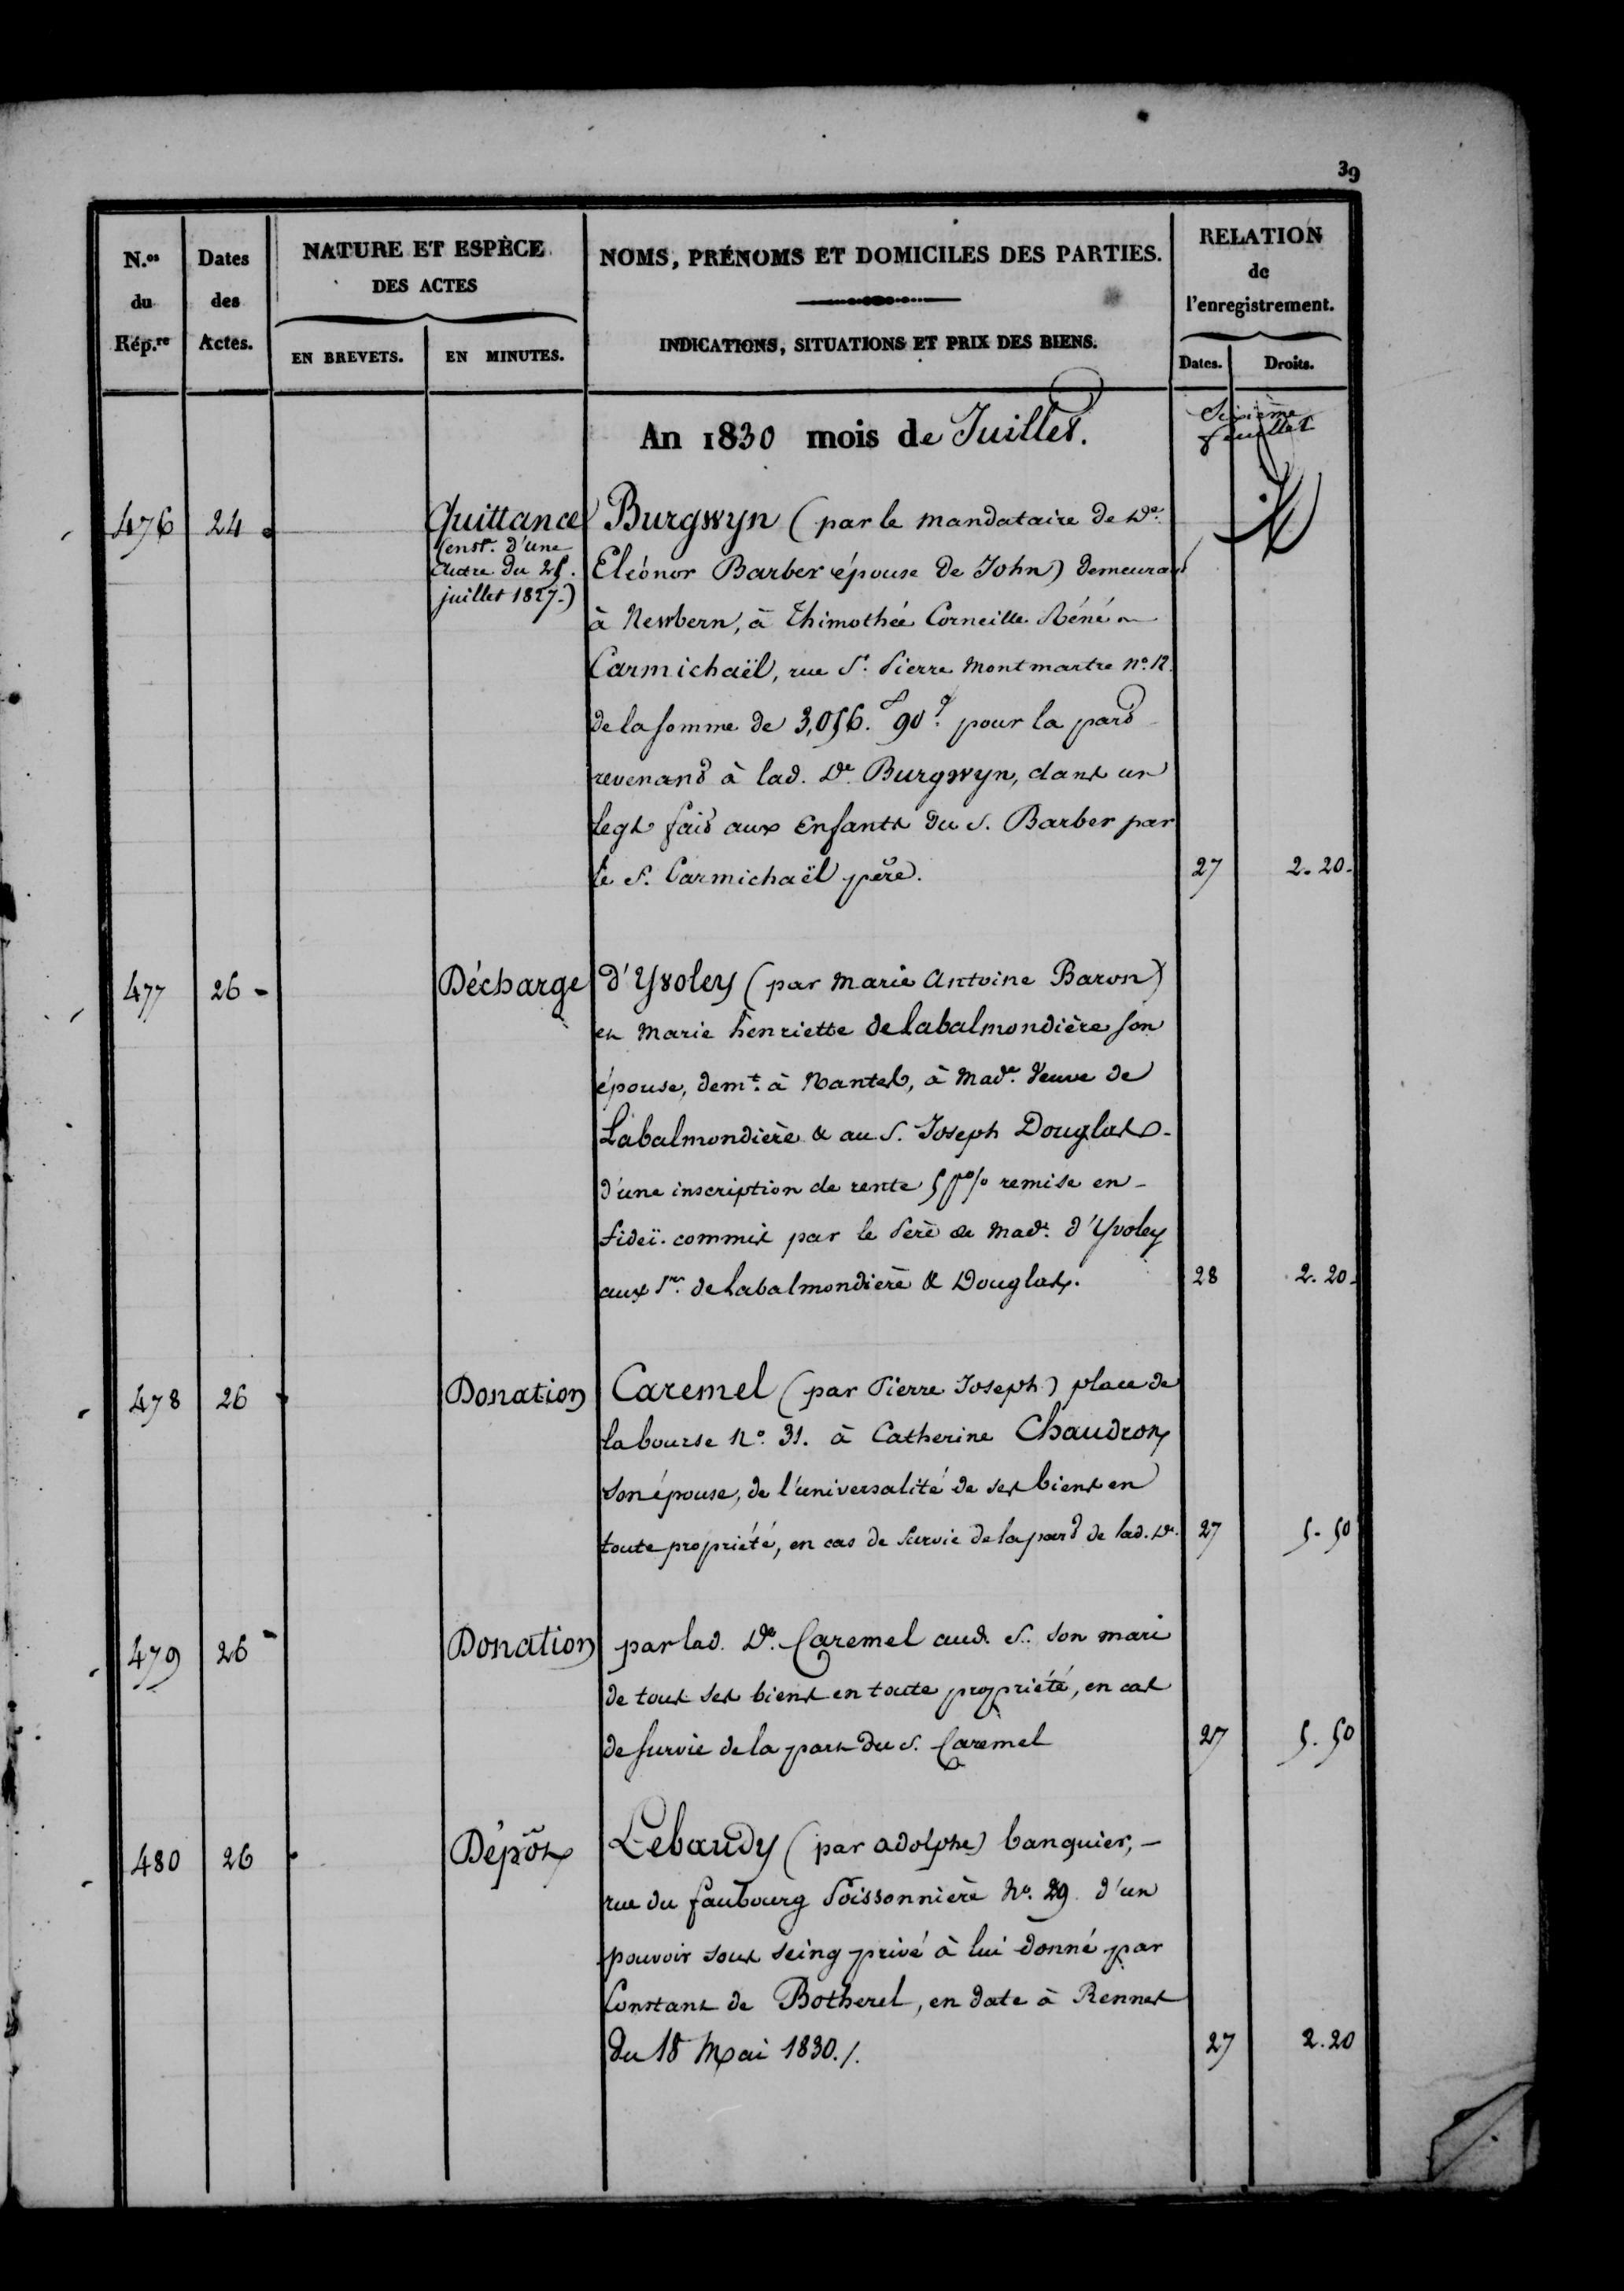 39
N.os du Rép.re
Dates des Actes.
NATURE ET ESPÈCE DES ACTES
EN BREVETS.
EN MINUTES.
NOMS, PRÉNOMS ET DOMICILES DES PARTIES.
INDICATIONS, SITUATIONS ET PRIX DES BIENS.
RELATION de l'enregistrement.
Dates.
Droits.
An 1830 mois de Juillet.
feuillet
476 24 Quittance Burgwyn (par le mandataire de De.
(enst. d'une Eléonor Barber épouse de John) demeurant
autre du 25. juillet 1827.)
à Newbern, à Thimothée Corneille Réné
Carmichaël, rue St. Pierre Montmartre no. 12.
de la somme de 3,056.f 90c. pour la part
revenant à lad. De. Burgwyn, dans un
legs fait aux Enfants du S. Barber par
le S. Carmichaël père. 27 2. 20.
477 26 Décharge d'Yvoley (par Marie Antoine Baron)
et Marie henriette de Labalmondière son
épouse, demt. à Nantes, à Made. Veuve de
Labalmondière & au S. Joseph Douglas
d'une inscription de rente 5 p% remise en
fideï-commis par le Père de Made. d'Yvoley
aux Srs. de Labalmondière & Douglas. 28 2. 20.
478 26 Donation Caremel (par Pierre Joseph) place de
la bourse No. 31. à Catherine Chaudron
son épouse, de l'universalité de ses biens en
toute propriété, en cas de survie de la part de lad. De. 27 5. 50
479 26 Donation par lad. De. Caremel aud. S. son mari
de tous ses biens en toute propriété, en cas
de survie de la part du S. Caremel 27 5. 50
480 26 Dépôt Lebaudy (par adolphe) banquier,
rue du faubourg Poissonnière No. 29 d'un
pouvoir sous seing privé à lui donné par
Constant de Botherel, en date à Rennes
du 18 Mai 1830./. 27 2. 20